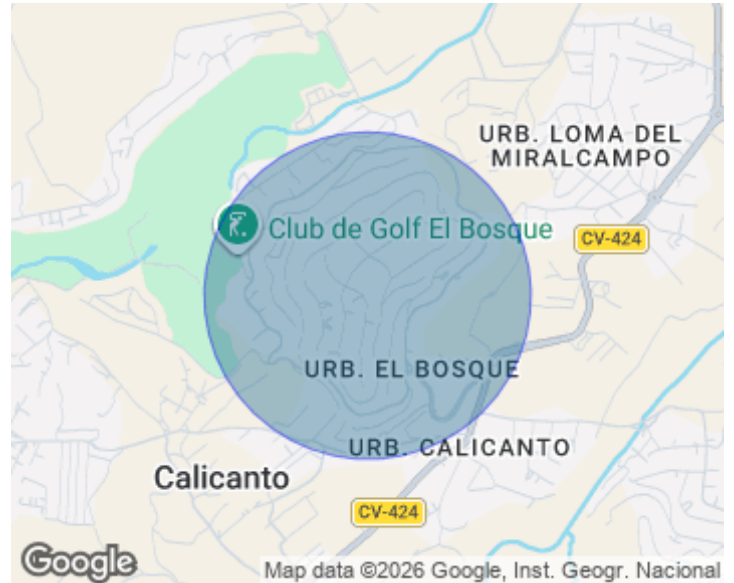 URB. LOMA DEL
MIRALCAMPO
Club de Golf El Bosque
CV-424
URB. EL BOSQUE
URB. CALICANTO
Calicanto
CV-424
Google
Map data ©2026 Google, Inst. Geogr. Nacional